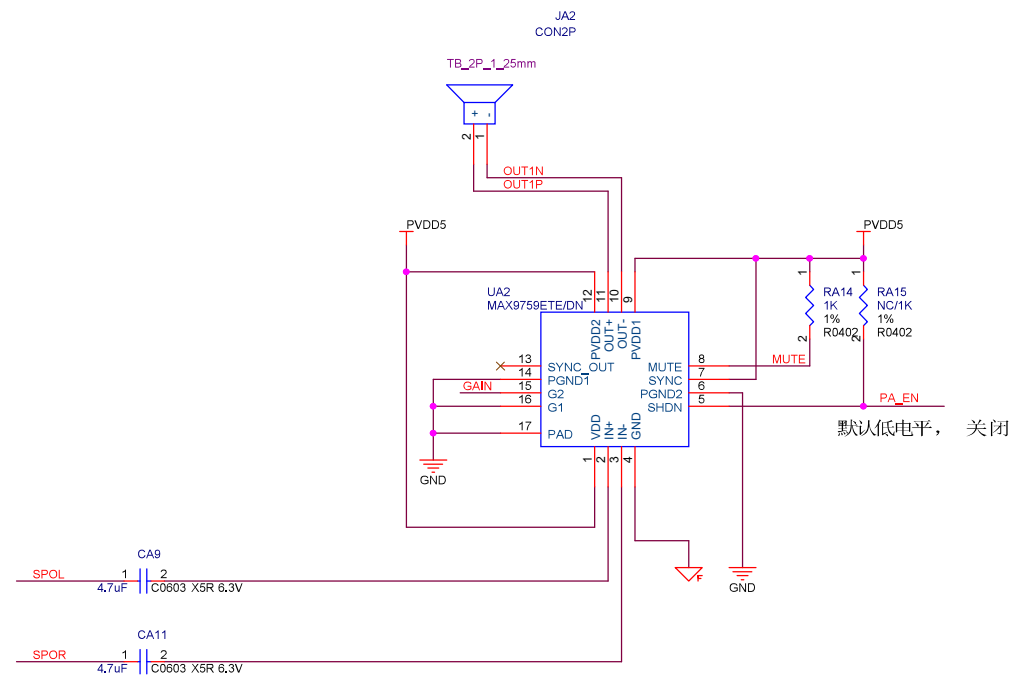 JA2
CON2P
TB_2P_1_25mm
+ -
2 1
OUT1N
OUT1P
PVDD5
PVDD5
UA2
MAX9759ETE/DN
12 11 10 9
PVDD2 OUT+ OUT- PVDD1
1
RA14
1K
1%
R0402
2
1
RA15
NC/1K
1%
R0402
2
13 SYNC_OUT
14 PGND1
GAIN 15 G2
16 G1
17 PAD
MUTE 8 MUTE
SYNC 7
PGND2 6
SHDN 5
PA_EN
默认低电平， 关闭
VDD IN+ IN- GND
1 2 3 4
GND
F
GND
CA9
SPOL 1 2
4.7uF C0603 X5R 6.3V
CA11
SPOR 1 2
4.7uF C0603 X5R 6.3V